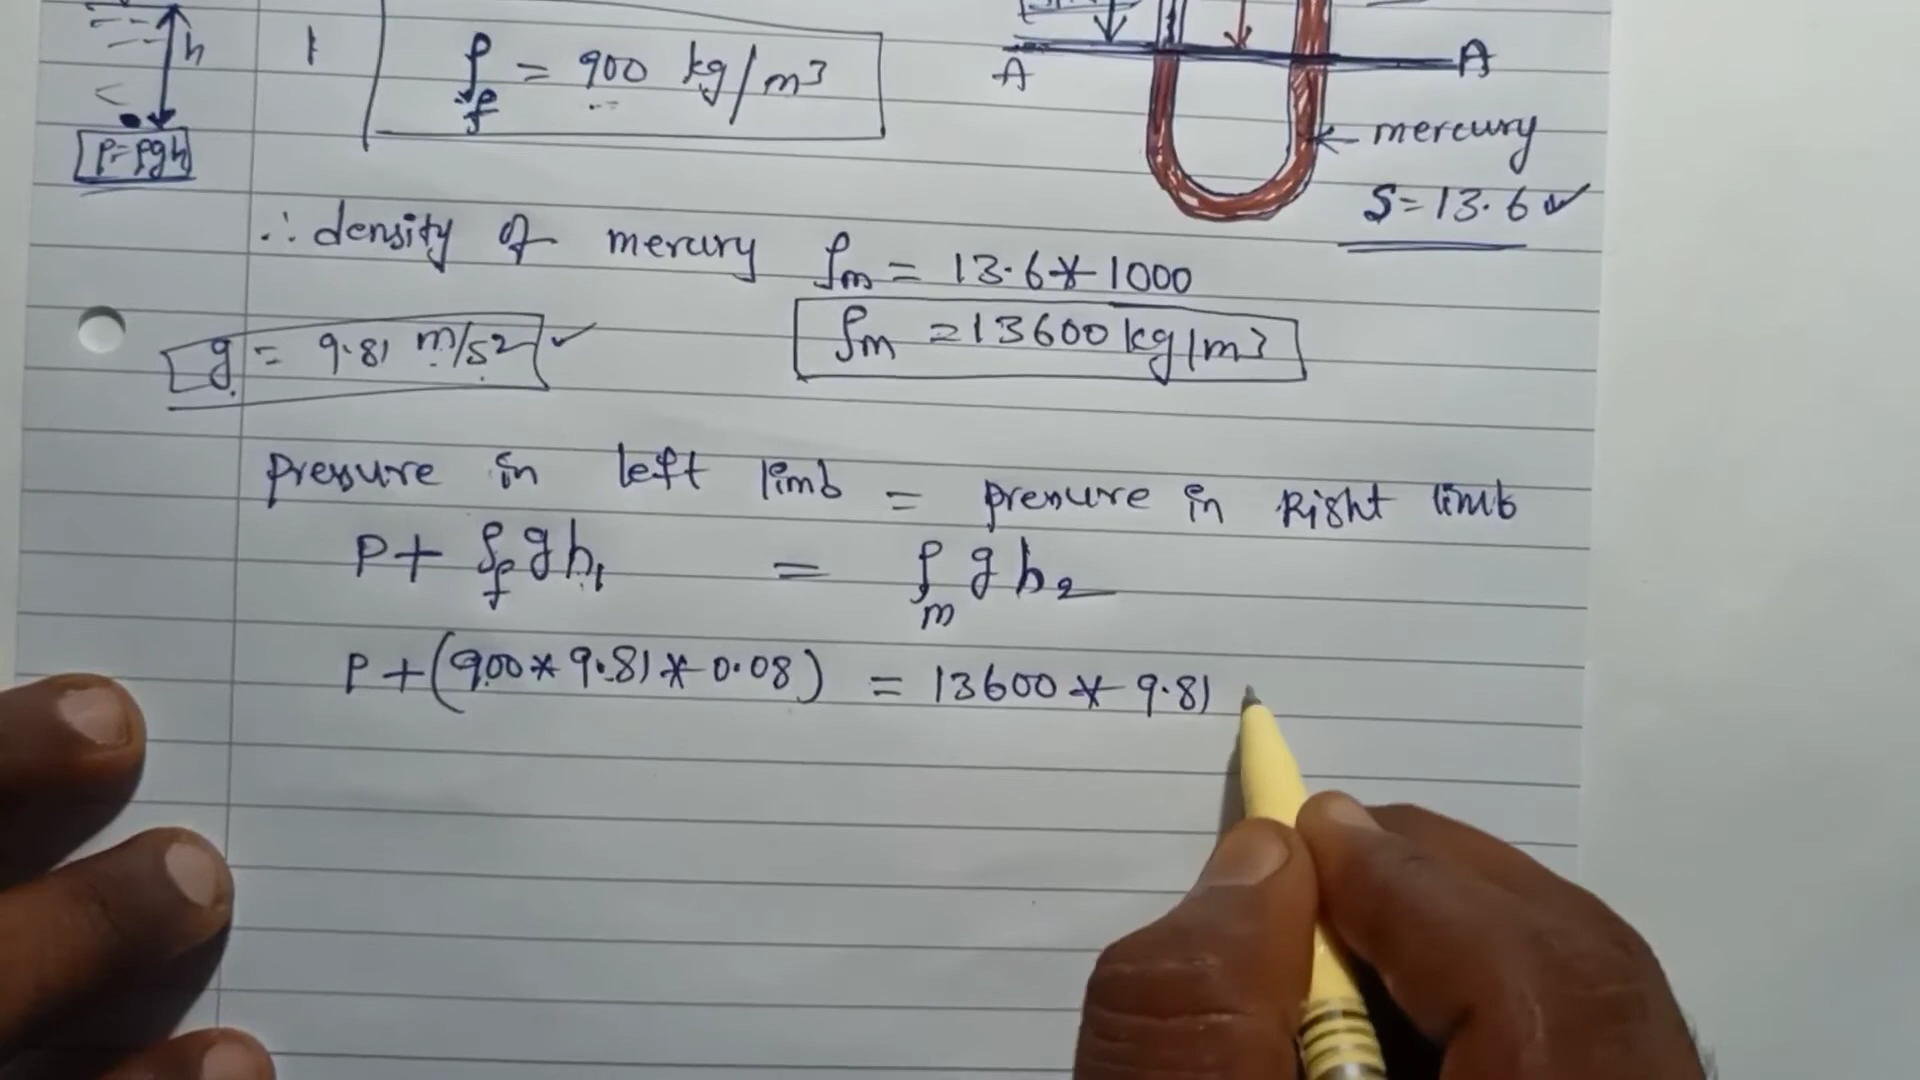 h
ρf = 900 kg/m3
A A
mercury
P=ρgh
S=13.6
∴ density of mercury ρm = 13.6*1000
g = 9.81 m/s2
ρm =13600 kg/m3
pressure in left limb = pressure in Right limb
P+ ρf g h1 = ρm g h2
P+(900*9.81*0.08) = 13600*9.81